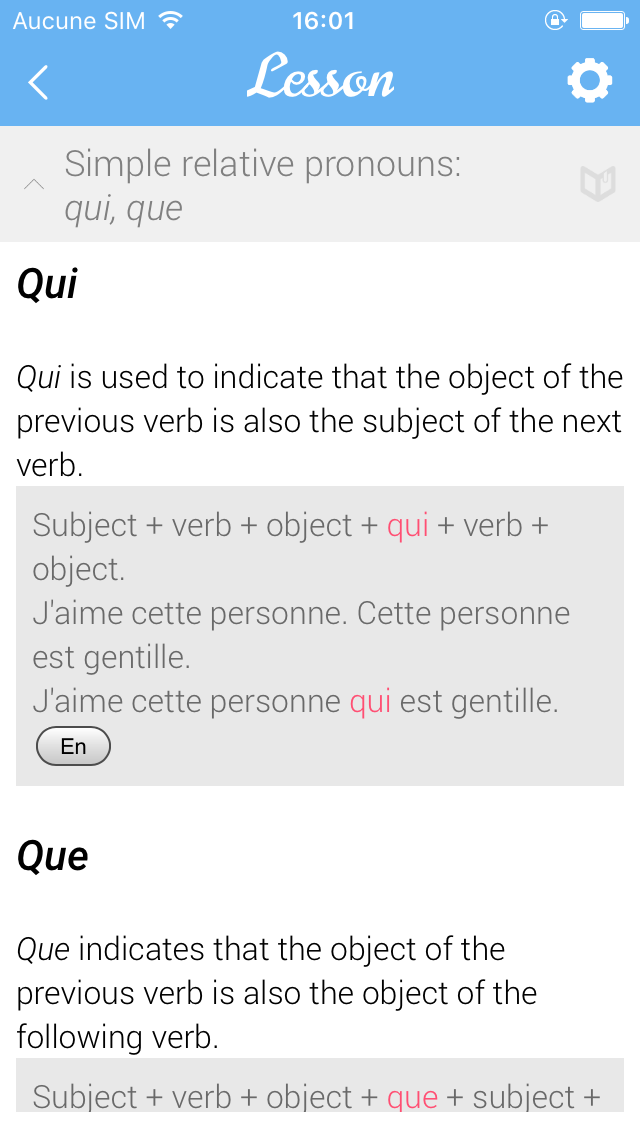 Aucune SIM 16:01
Lesson
Simple relative pronouns:
qui, que
Qui
Qui is used to indicate that the object of the
previous verb is also the subject of the next
verb.
Subject + verb + object + qui + verb +
object.
J'aime cette personne. Cette personne
est gentille.
J'aime cette personne qui est gentille.
En
Que
Que indicates that the object of the
previous verb is also the object of the
following verb.
Subject + verb + object + que + subject +